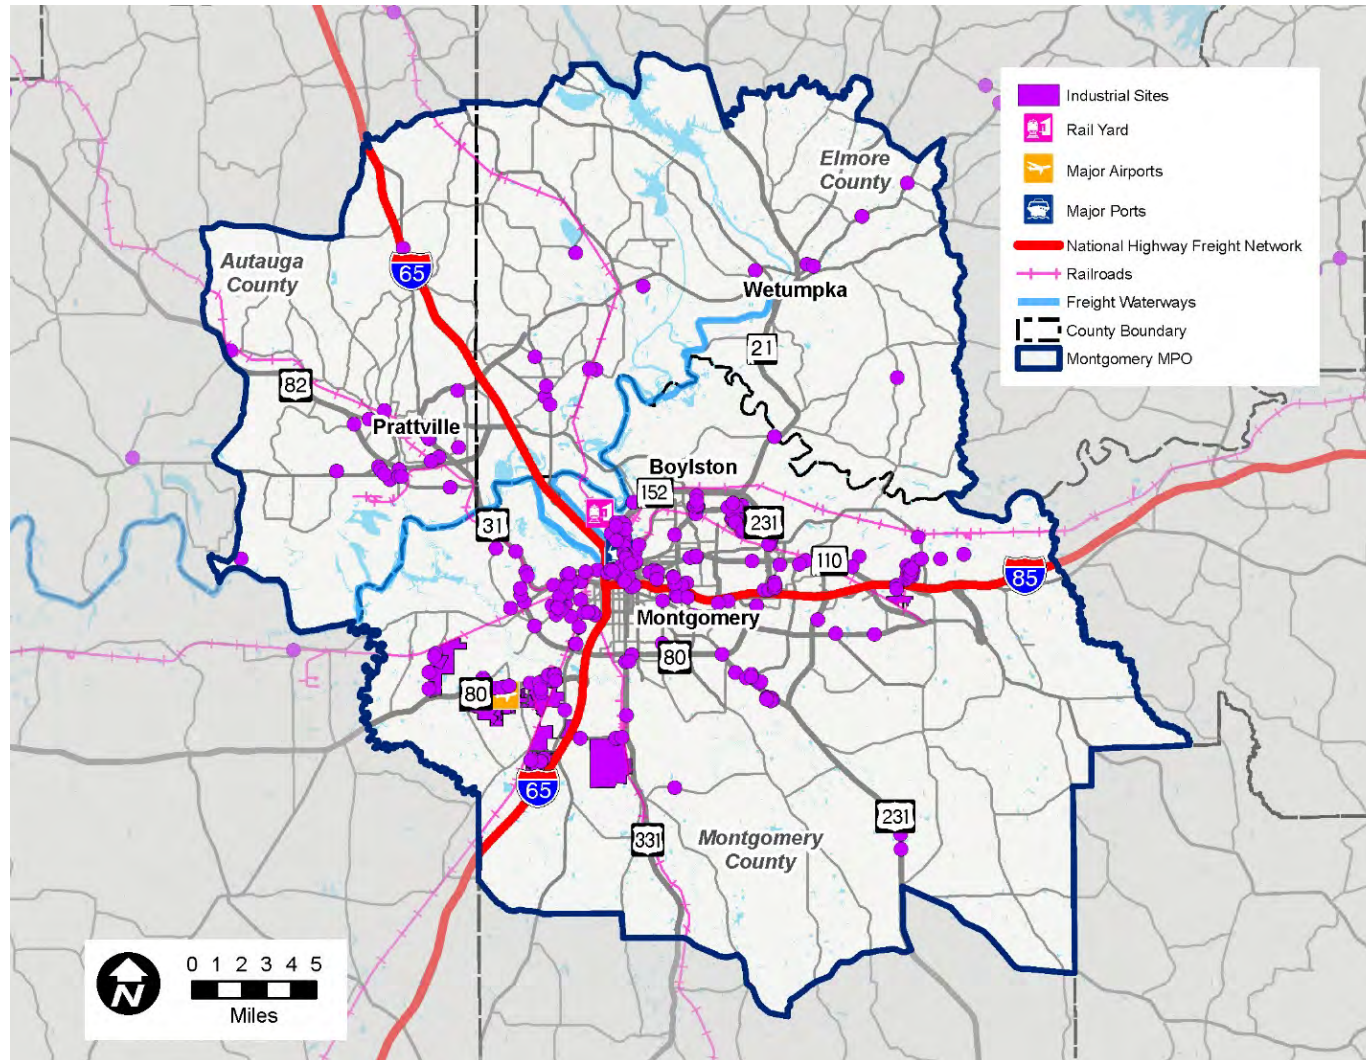 Industrial Sites
Rail Yard
Major Airports
Major Ports
National Highway Freight Network
Railroads
Freight Waterways
County Boundary
Montgomery MPO
Elmore
County
Autauga
County
65
Wetumpka
21
82
Prattville
Boylston
152
31
231
110
85
Montgomery
80
80
65
231
331
Montgomery
County
N
0 1 2 3 4 5
Miles